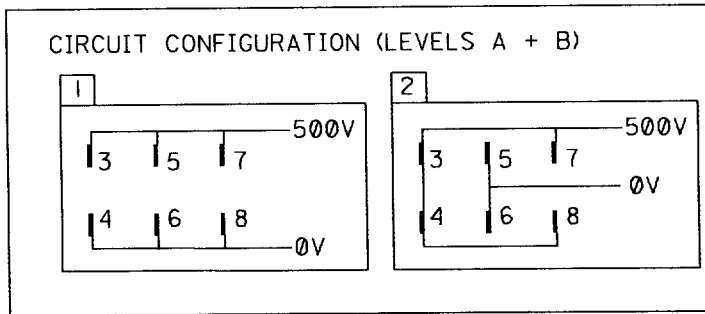 CIRCUIT CONFIGURATION (LEVELS A + B)
1
500V
3 5 7
4 6 8
0V
2
500V
3 5 7
0V
4 6 8